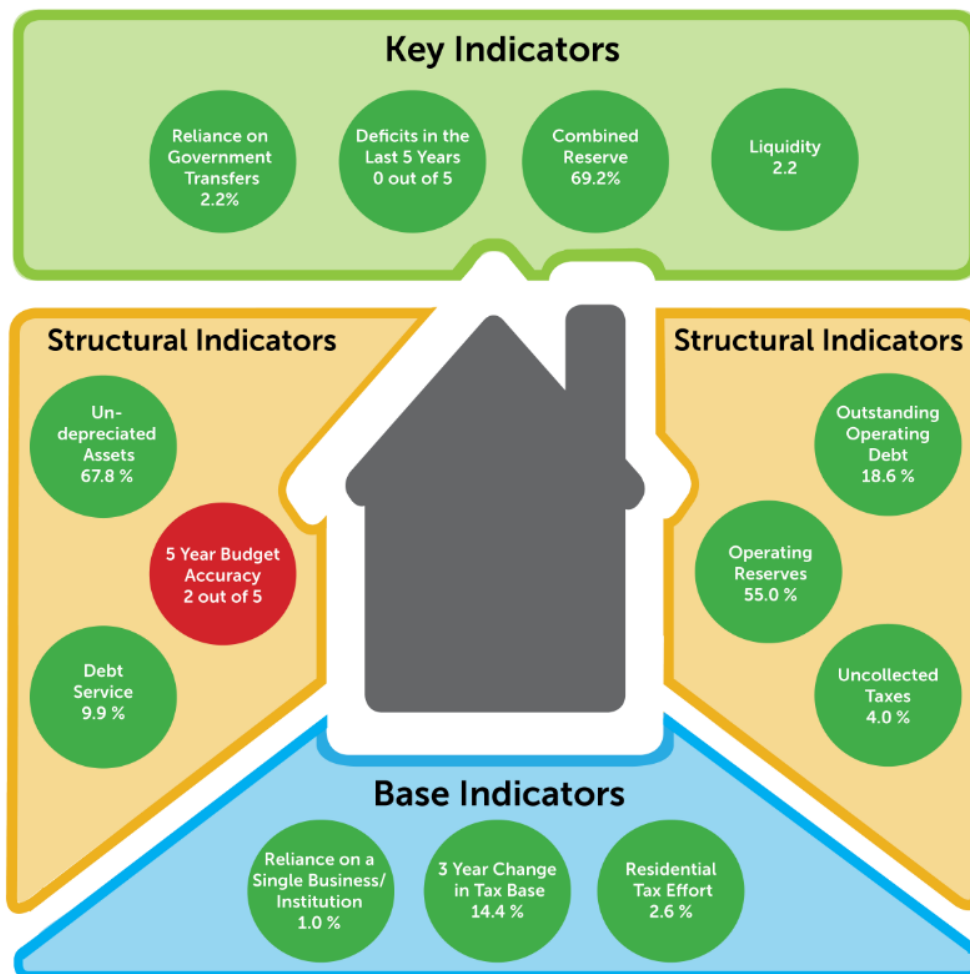 Key Indicators
Reliance on
Government
Transfers
2.2%
Deficits in the
Last 5 Years
0 out of 5
Combined
Reserve
69.2%
Liquidity
2.2
Structural Indicators
Un-
depreciated
Assets
67.8 %
5 Year Budget
Accuracy
2 out of 5
Debt
Service
9.9 %
Structural Indicators
Outstanding
Operating
Debt
18.6 %
Operating
Reserves
55.0 %
Uncollected
Taxes
4.0 %
Base Indicators
Reliance on a
Single Business/
Institution
1.0 %
3 Year Change
in Tax Base
14.4 %
Residential
Tax Effort
2.6 %